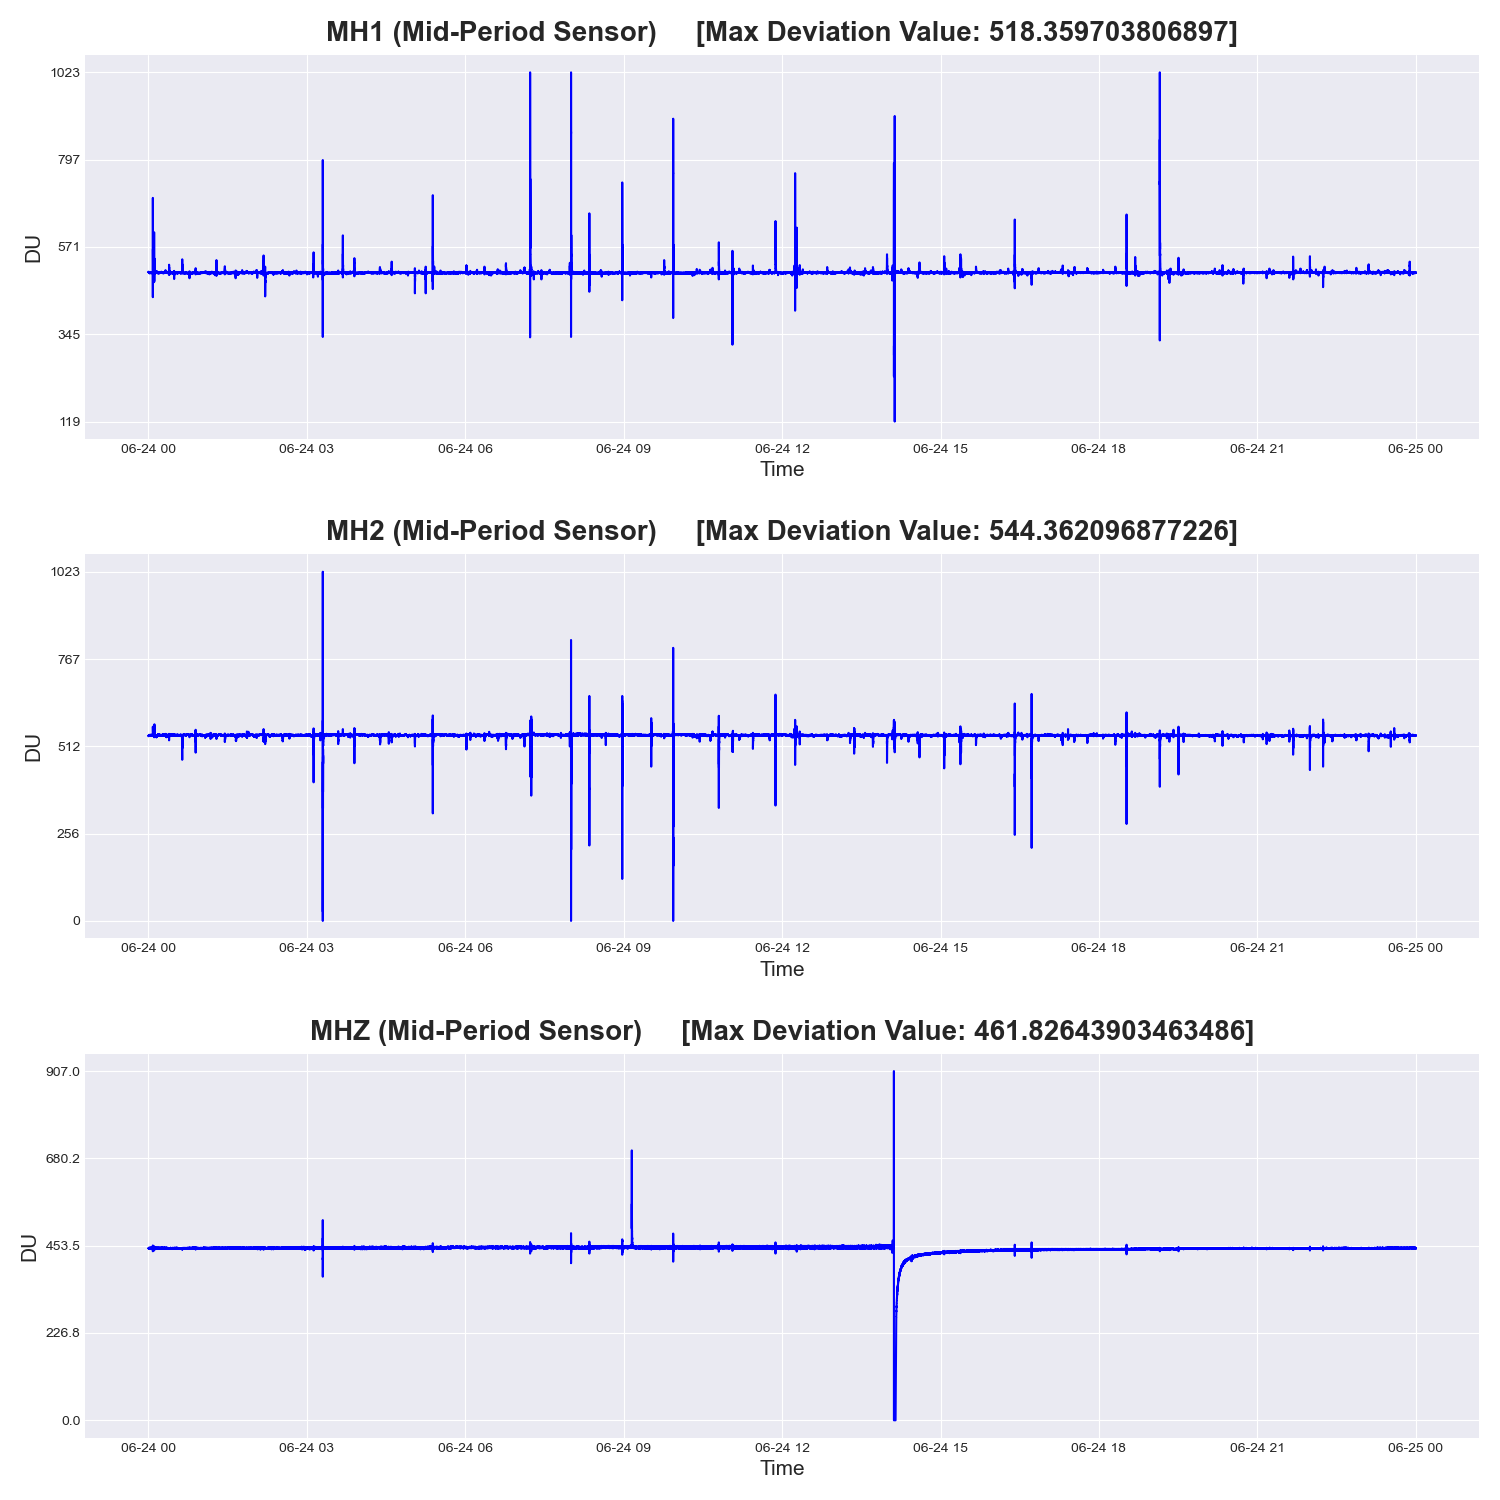 MH1 (Mid-Period Sensor) [Max Deviation Value: 518.359703806897]
1023
797
571
345
119
DU
06-24 00 06-24 03 06-24 06 06-24 09 06-24 12 06-24 15 06-24 18 06-24 21 06-25 00
Time
MH2 (Mid-Period Sensor) [Max Deviation Value: 544.362096877226]
1023
767
512
256
0
DU
06-24 00 06-24 03 06-24 06 06-24 09 06-24 12 06-24 15 06-24 18 06-24 21 06-25 00
Time
MHZ (Mid-Period Sensor) [Max Deviation Value: 461.82643903463486]
907.0
680.2
453.5
226.8
0.0
DU
06-24 00 06-24 03 06-24 06 06-24 09 06-24 12 06-24 15 06-24 18 06-24 21 06-25 00
Time